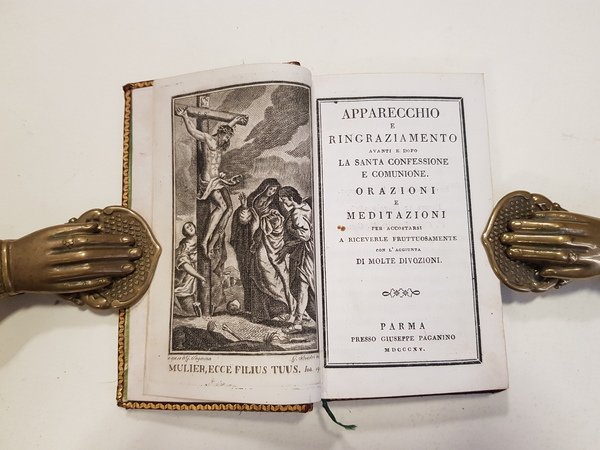 MULIER, ECCE FILIUS TUUS. Ioa.
APPARECCHIO
E
RINGRAZIAMENTO
AVANTI E DOPO
LA SANTA CONFESSIONE
E COMUNIONE.
ORAZIONI
E
MEDITAZIONI
PER ACCOSTARSI
A RICEVERLE FRUTTUOSAMENTE
CON L'AGGIUNTA
DI MOLTE DIVOZIONI.
PARMA
PRESSO GIUSEPPE PAGANINO
MDCCCXV.